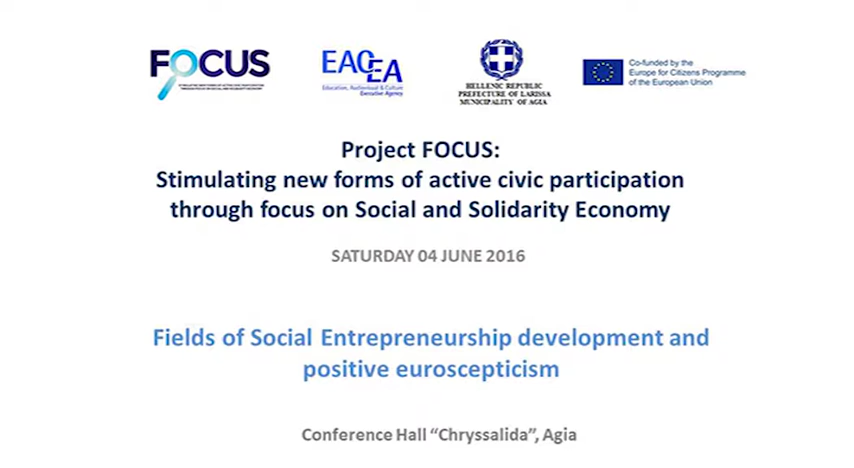 FOCUS
EACEA
Education, Audiovisual & Culture
Executive Agency
HELLENIC REPUBLIC
PREFECTURE OF LARISSA
MUNICIPALITY OF AGIA
Co-funded by the
Europe for Citizens Programme
of the European Union
Project FOCUS:
Stimulating new forms of active civic participation
through focus on Social and Solidarity Economy
SATURDAY 04 JUNE 2016
Fields of Social Entrepreneurship development and
positive euroscepticism
Conference Hall “Chryssalida”, Agia